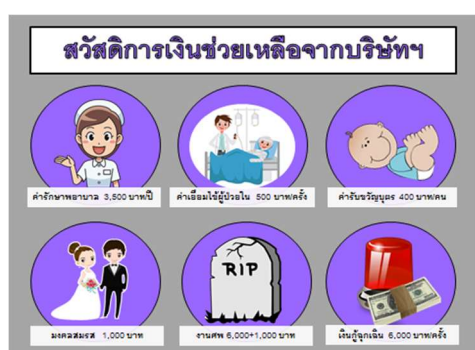 สวัสดิการเงินช่วยเหลือจากบริษัทฯ
ค่ารักษาพยาบาล 3,500 บาท/ปี
ค่าเยี่ยมไข้ผู้ป่วยใน 500 บาท/ครั้ง
ค่ารับขวัญบุตร 400 บาท/คน
RIP
มงคลสมรส 1,000 บาท
งานศพ 6,000+1,000 บาท
เงินกู้ฉุกเฉิน 6,000 บาท/ครั้ง